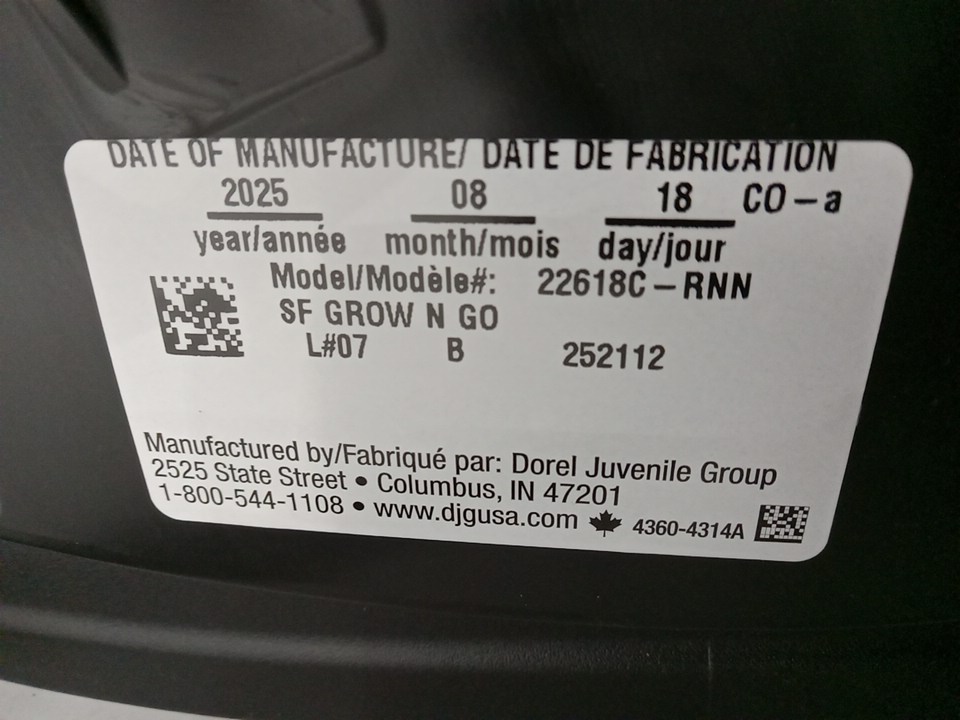 DATE OF MANUFACTURE/ DATE DE FABRICATION
2025 08 18 CO-a
year/année month/mois day/jour
Model/Modèle#: 22618C-RNN
SF GROW N GO
L#07 B 252112
Manufactured by/Fabriqué par: Dorel Juvenile Group
2525 State Street • Columbus, IN 47201
1-800-544-1108 • www.djgusa.com 4360-4314A